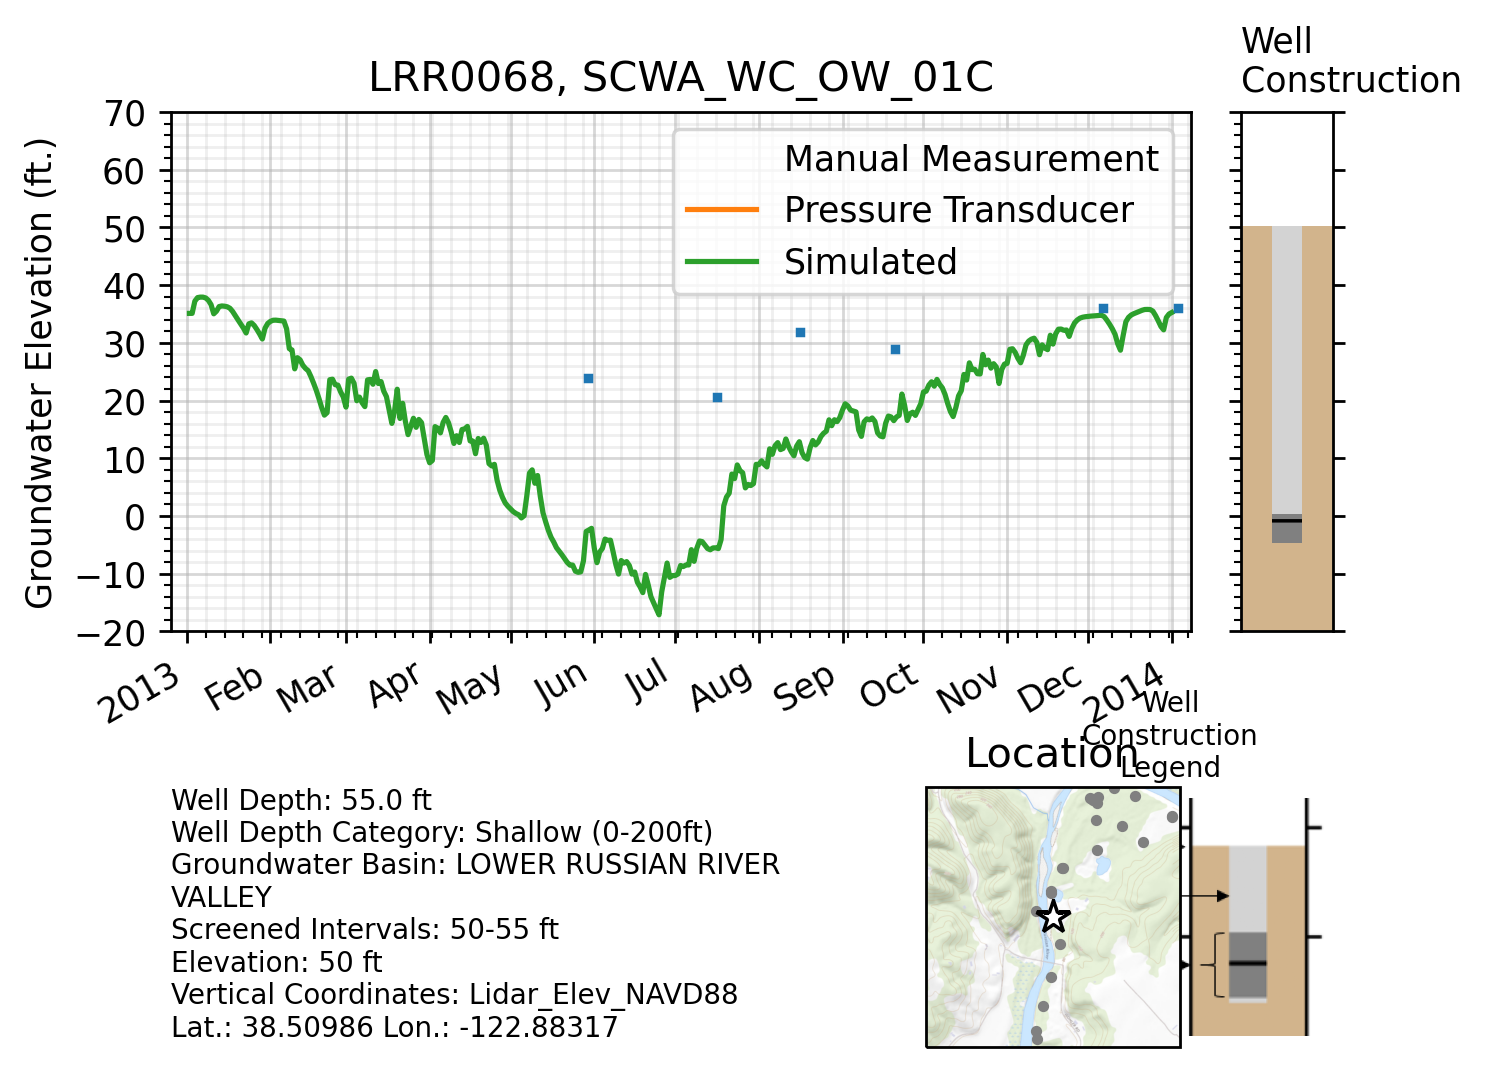 Well
Construction
LRR0068, SCWA_WC_OW_01C
Groundwater Elevation (ft.)
70
60
50
40
30
20
10
0
−10
−20
Manual Measurement
Pressure Transducer
Simulated
2013
Feb
Mar
Apr
May
Jun
Jul
Aug
Sep
Oct
Nov
Dec
2014
Well
Construction
Legend
Location
Well Depth: 55.0 ft
Well Depth Category: Shallow (0-200ft)
Groundwater Basin: LOWER RUSSIAN RIVER
VALLEY
Screened Intervals: 50-55 ft
Elevation: 50 ft
Vertical Coordinates: Lidar_Elev_NAVD88
Lat.: 38.50986 Lon.: -122.88317